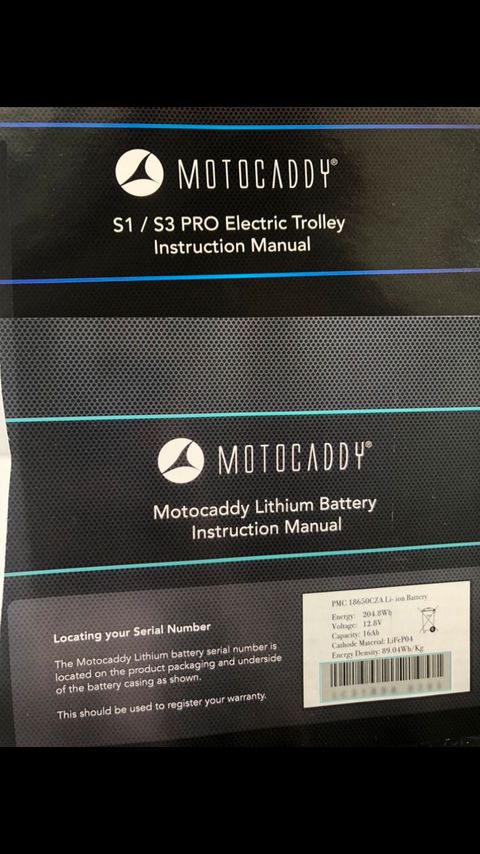 MOTOCADDY®
S1 / S3 PRO Electric Trolley
Instruction Manual
MOTOCADDY®
Motocaddy Lithium Battery
Instruction Manual
Locating your Serial Number
The Motocaddy Lithium battery serial number is
located on the product packaging and underside
of the battery casing as shown.
This should be used to register your warranty.
PMC 18650CZA Li- ion Battery
Energy: 204.8Wh
Voltage: 12.8V
Capacity: 16Ah
Cathode Material: LiFeP04
Energy Density: 89.04Wh/Kg